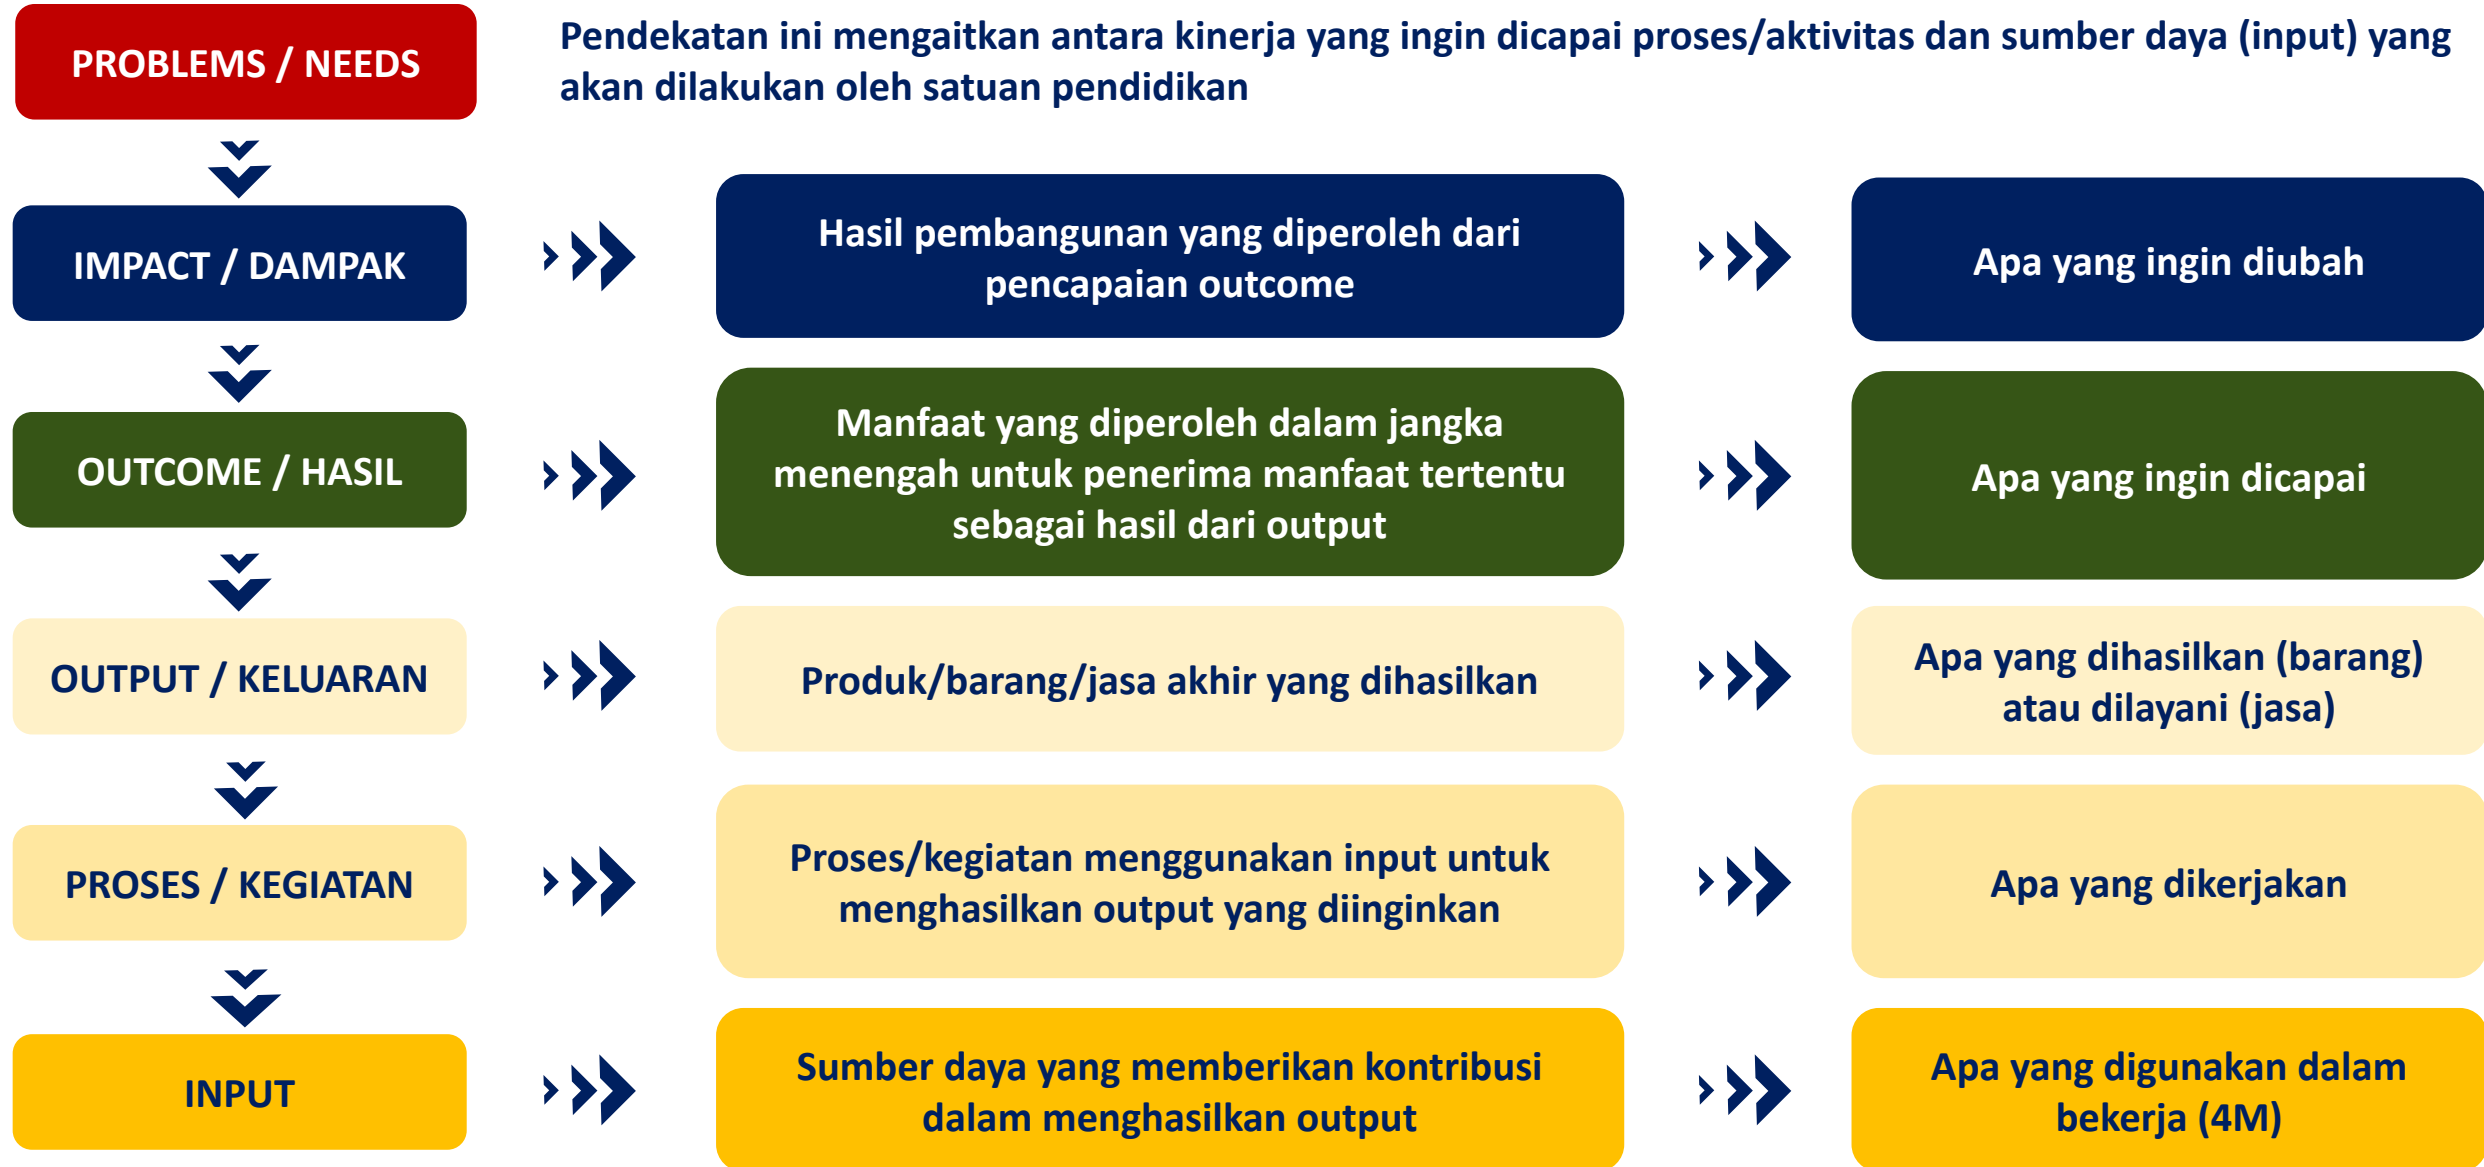 PROBLEMS / NEEDS
Pendekatan ini mengaitkan antara kinerja yang ingin dicapai proses/aktivitas dan sumber daya (input) yang
akan dilakukan oleh satuan pendidikan
IMPACT / DAMPAK
Hasil pembangunan yang diperoleh dari
pencapaian outcome
Apa yang ingin diubah
OUTCOME / HASIL
Manfaat yang diperoleh dalam jangka
menengah untuk penerima manfaat tertentu
sebagai hasil dari output
Apa yang ingin dicapai
OUTPUT / KELUARAN
Produk/barang/jasa akhir yang dihasilkan
Apa yang dihasilkan (barang)
atau dilayani (jasa)
PROSES / KEGIATAN
Proses/kegiatan menggunakan input untuk
menghasilkan output yang diinginkan
Apa yang dikerjakan
INPUT
Sumber daya yang memberikan kontribusi
dalam menghasilkan output
Apa yang digunakan dalam
bekerja (4M)